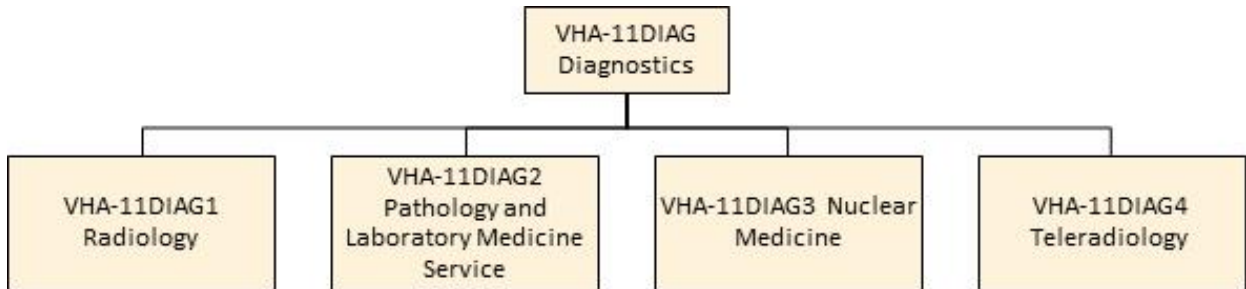 VHA-11DIAG
Diagnostics
VHA-11DIAG1
Radiology
VHA-11DIAG2
Pathology and
Laboratory Medicine
Service
VHA-11DIAG3 Nuclear
Medicine
VHA-11DIAG4
Teleradiology